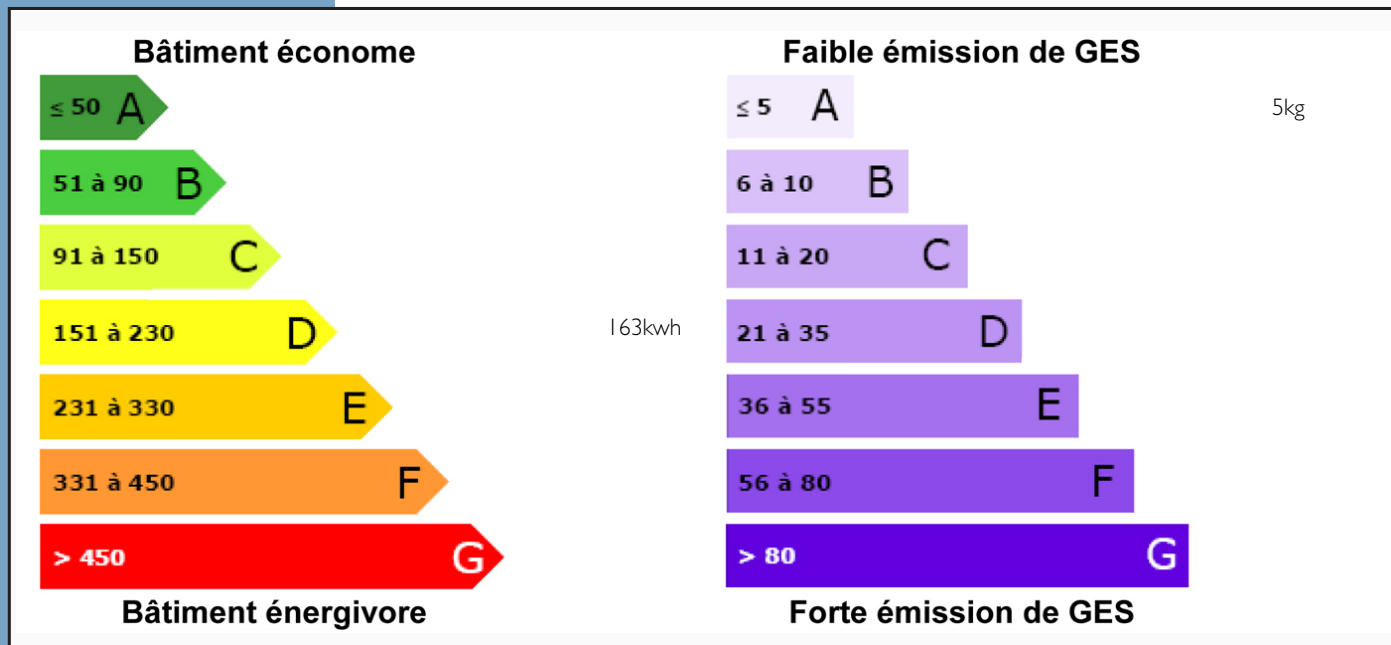 Bâtiment économe
≤ 50 A
51 à 90 B
91 à 150 C
151 à 230 D
163kwh
231 à 330 E
331 à 450 F
> 450 G
Bâtiment énergivore
Faible émission de GES
≤ 5 A
5kg
6 à 10 B
11 à 20 C
21 à 35 D
36 à 55 E
56 à 80 F
> 80 G
Forte émission de GES